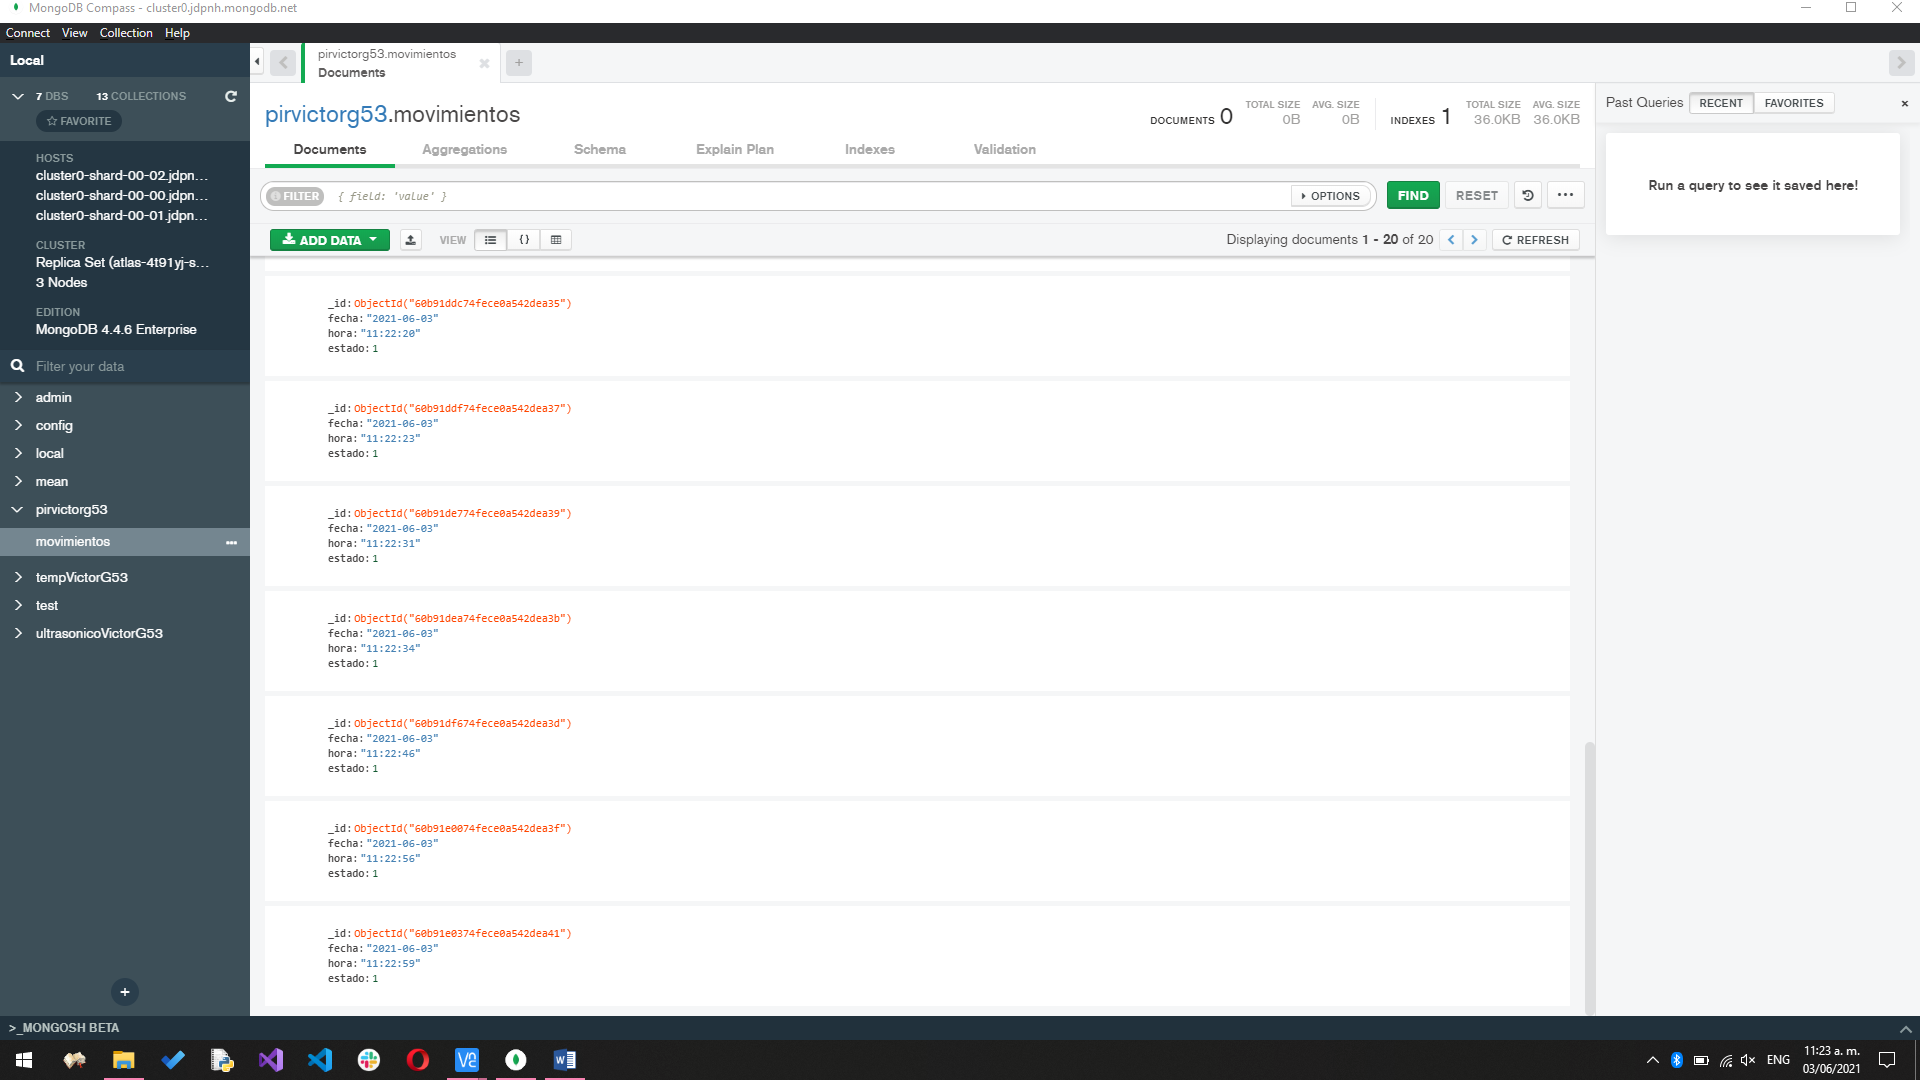 MongoDB Compass - cluster0.jdpnh.mongodb.net
Connect View Collection Help
Local
7 DBS 13 COLLECTIONS
FAVORITE
HOSTS
cluster0-shard-00-02.jdpn...
cluster0-shard-00-00.jdpn...
cluster0-shard-00-01.jdpn...
CLUSTER
Replica Set (atlas-4t91yj-s...
3 Nodes
EDITION
MongoDB 4.4.6 Enterprise
Filter your data
admin
config
local
mean
pirvictorg53
movimientos
tempVictorG53
test
ultrasonicoVictorG53
pirvictorg53.movimientos
Documents
pirvictorg53.movimientos
DOCUMENTS 0 TOTAL SIZE 0B AVG. SIZE 0B INDEXES 1 TOTAL SIZE 36.0KB AVG. SIZE 36.0KB
Documents Aggregations Schema Explain Plan Indexes Validation
FILTER { field: 'value' } OPTIONS FIND RESET
ADD DATA VIEW {} Displaying documents 1 - 20 of 20 REFRESH
_id: ObjectId("60b91ddc74fece0a542dea35")
fecha: "2021-06-03"
hora: "11:22:20"
estado: 1
_id: ObjectId("60b91ddf74fece0a542dea37")
fecha: "2021-06-03"
hora: "11:22:23"
estado: 1
_id: ObjectId("60b91de774fece0a542dea39")
fecha: "2021-06-03"
hora: "11:22:31"
estado: 1
_id: ObjectId("60b91dea74fece0a542dea3b")
fecha: "2021-06-03"
hora: "11:22:34"
estado: 1
_id: ObjectId("60b91df674fece0a542dea3d")
fecha: "2021-06-03"
hora: "11:22:46"
estado: 1
_id: ObjectId("60b91e0074fece0a542dea3f")
fecha: "2021-06-03"
hora: "11:22:56"
estado: 1
_id: ObjectId("60b91e0374fece0a542dea41")
fecha: "2021-06-03"
hora: "11:22:59"
estado: 1
Past Queries RECENT FAVORITES
Run a query to see it saved here!
>_MONGOSH BETA
ENG
11:23 a. m.
03/06/2021